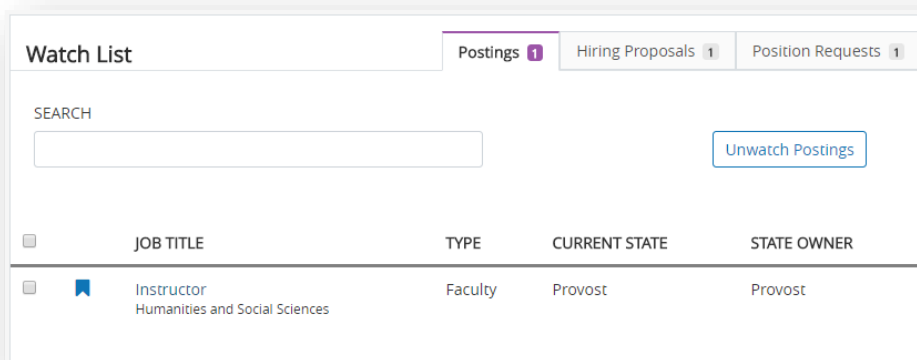 Watch List
Postings 1
Hiring Proposals 1
Position Requests 1
SEARCH
Unwatch Postings
JOB TITLE TYPE CURRENT STATE STATE OWNER
Instructor Faculty Provost Provost
Humanities and Social Sciences